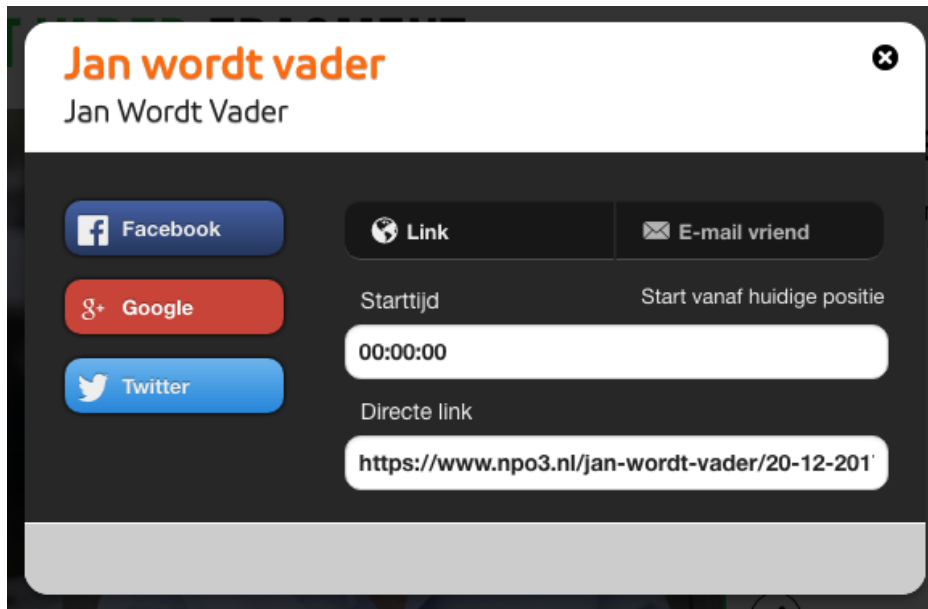 Jan wordt vader
Jan Wordt Vader
Facebook
Google
Twitter
Link
E-mail vriend
Starttijd
Start vanaf huidige positie
00:00:00
Directe link
https://www.npo3.nl/jan-wordt-vader/20-12-201